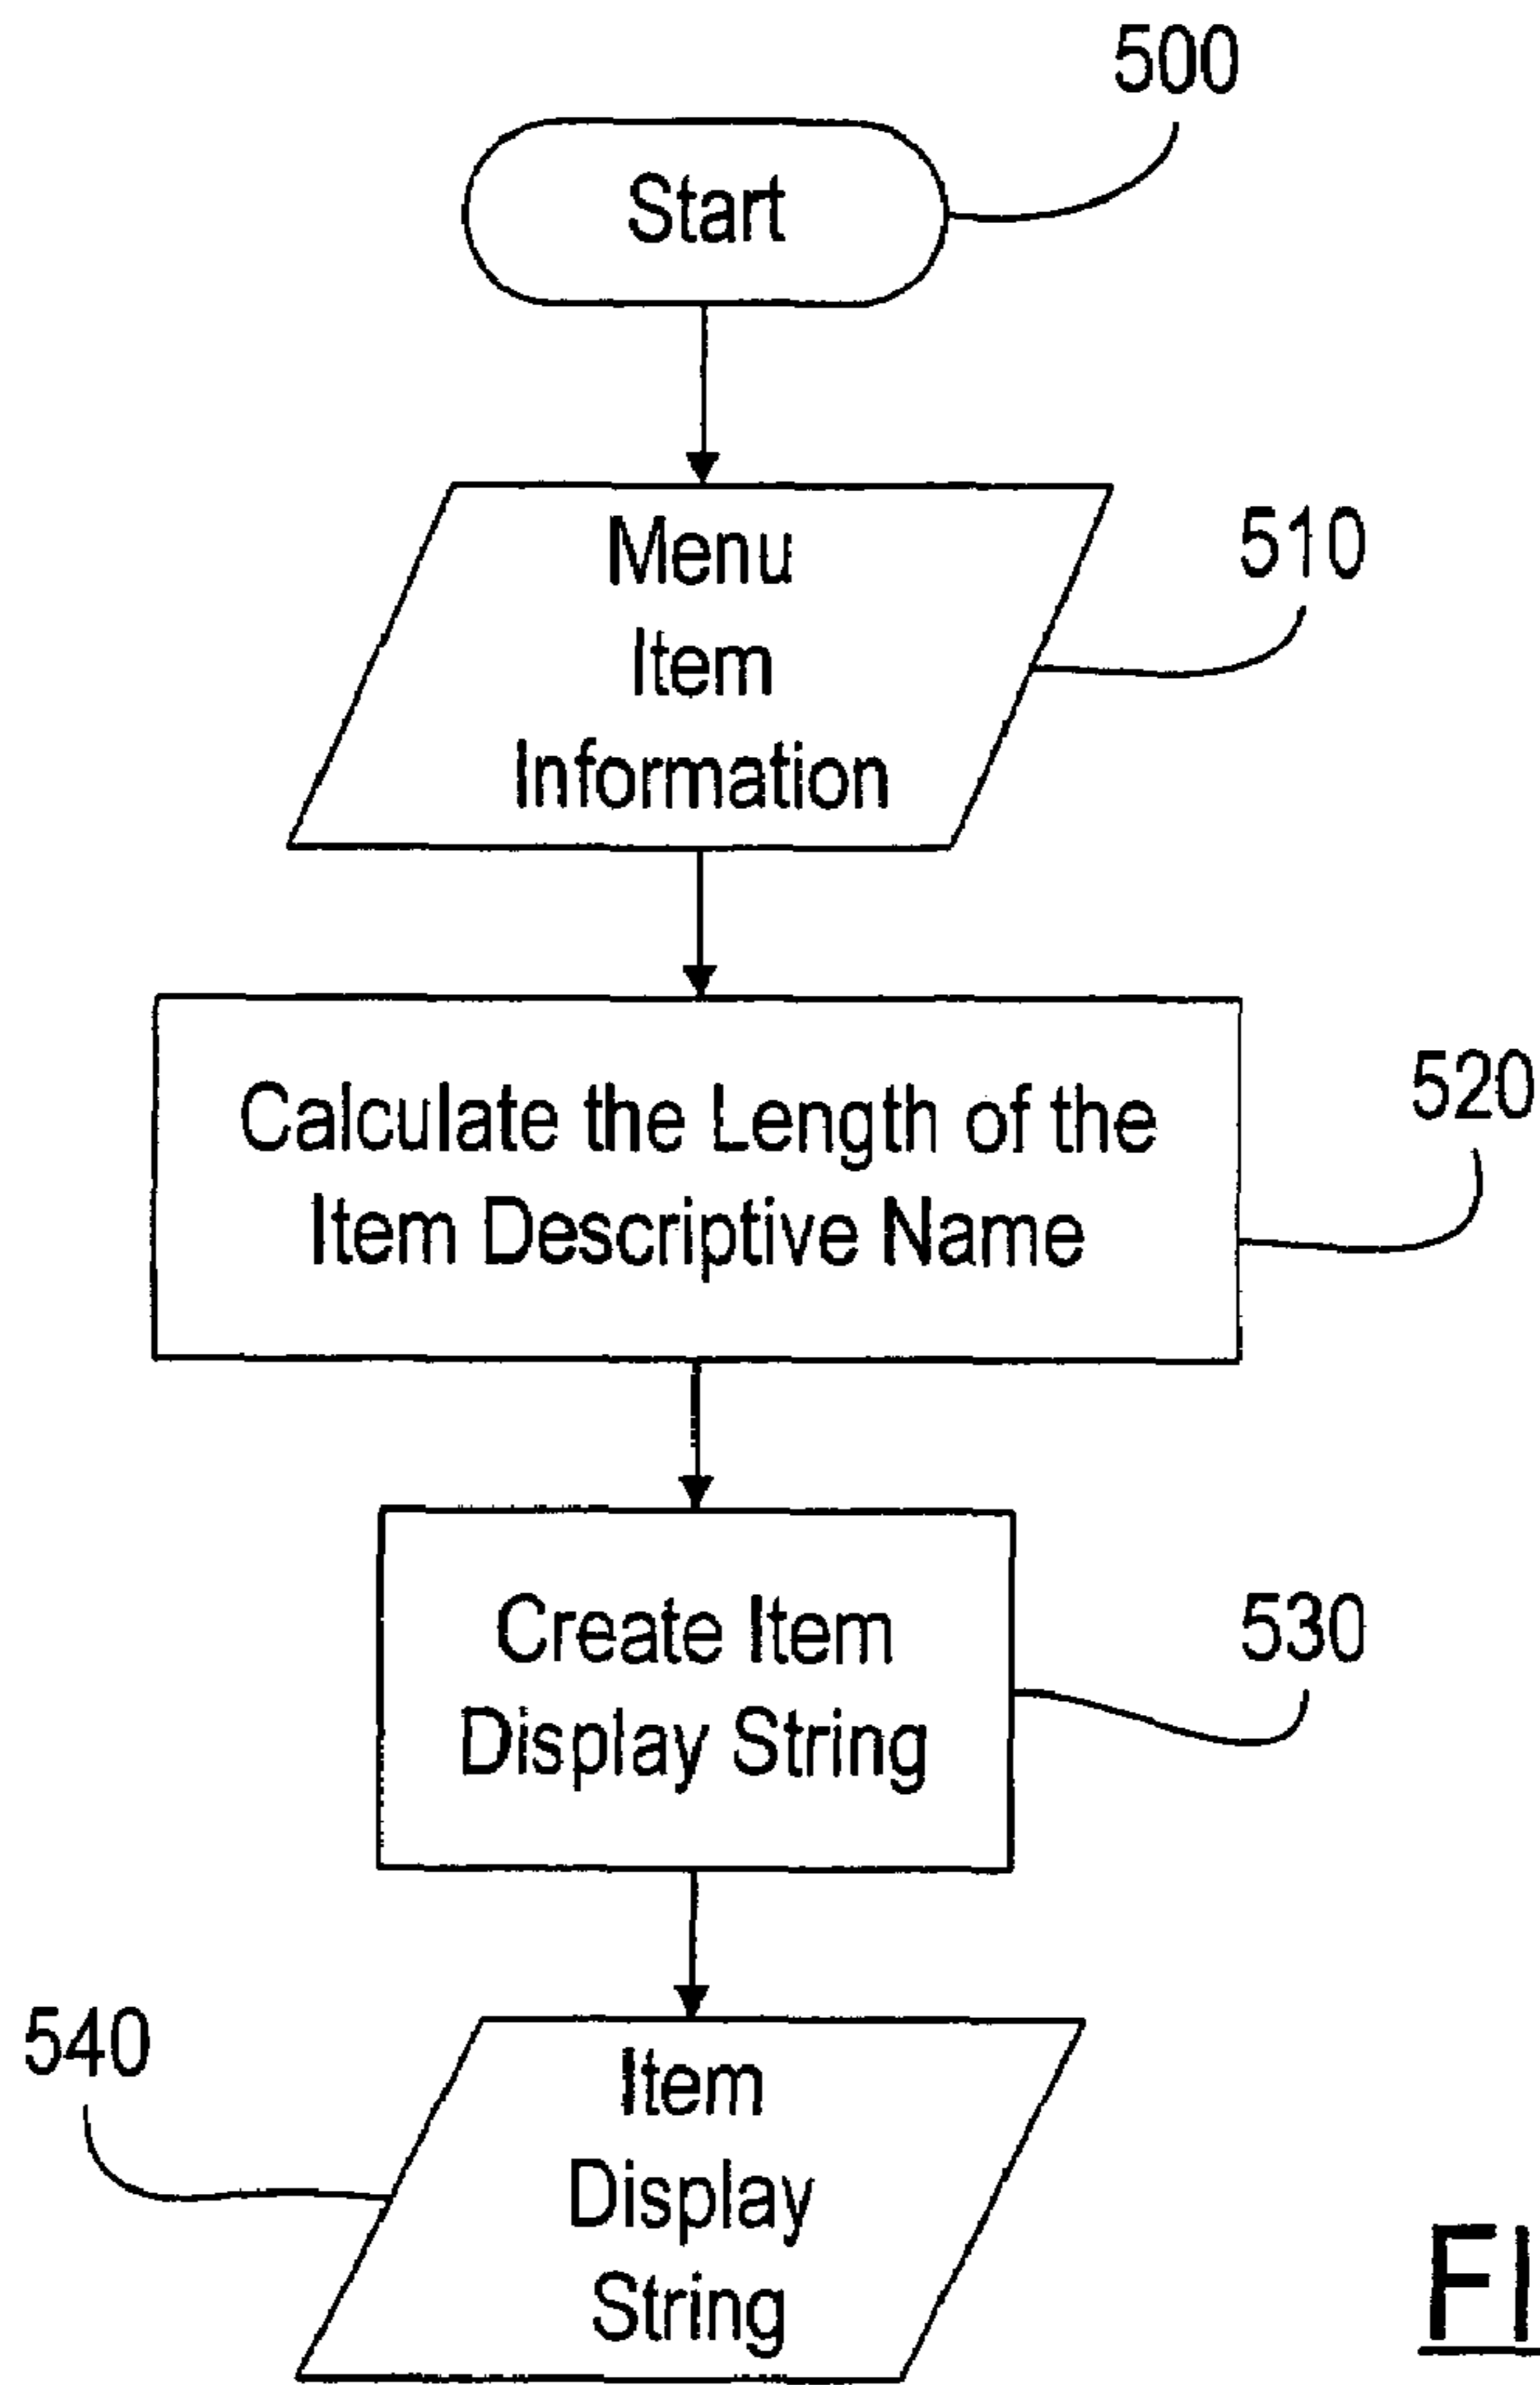 500
Start
Menu
Item
Information
510
Calculate the Length of the
Item Descriptive Name
520
Create Item
Display String
530
540
Item
Display
String